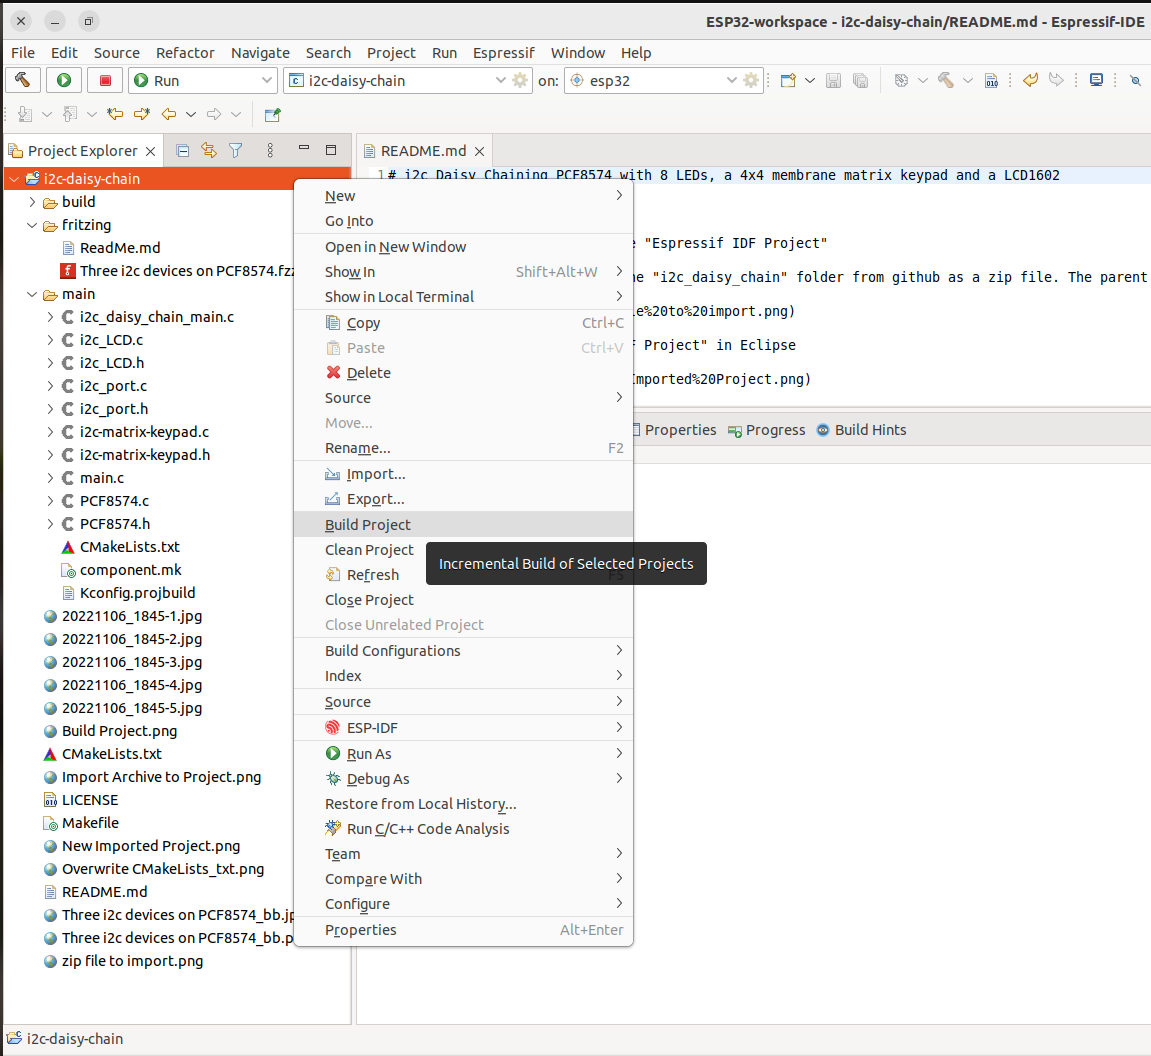 ESP32-workspace - i2c-daisy-chain/README.md - Espressif-IDE
File Edit Source Refactor Navigate Search Project Run Espressif Window Help
Run i2c-daisy-chain on: esp32
Project Explorer
README.md
i2c-daisy-chain
build
fritzing
ReadMe.md
Three i2c devices on PCF8574.fzz
main
i2c_daisy_chain_main.c
i2c_LCD.c
i2c_LCD.h
i2c_port.c
i2c_port.h
i2c-matrix-keypad.c
i2c-matrix-keypad.h
main.c
PCF8574.c
PCF8574.h
CMakeLists.txt
component.mk
Kconfig.projbuild
20221106_1845-1.jpg
20221106_1845-2.jpg
20221106_1845-3.jpg
20221106_1845-4.jpg
20221106_1845-5.jpg
Build Project.png
CMakeLists.txt
Import Archive to Project.png
LICENSE
Makefile
New Imported Project.png
Overwrite CMakeLists_txt.png
README.md
Three i2c devices on PCF8574_bb.jp
Three i2c devices on PCF8574_bb.p
zip file to import.png
New
Go Into
Open in New Window
Show In Shift+Alt+W
Show in Local Terminal
Copy Ctrl+C
Paste Ctrl+V
Delete
Source
Move...
Rename... F2
Import...
Export...
Build Project
Clean Project
Incremental Build of Selected Projects
Refresh F5
Close Project
Close Unrelated Project
Build Configurations
Index
Source
ESP-IDF
Run As
Debug As
Restore from Local History...
Run C/C++ Code Analysis
Team
Compare With
Configure
Properties Alt+Enter
1 # i2c Daisy Chaining PCF8574 with 8 LEDs, a 4x4 membrane matrix keypad and a LCD1602
e "Espressif IDF Project"
ne "i2c_daisy_chain" folder from github as a zip file. The parent
le%20to%20import.png)
F Project" in Eclipse
Imported%20Project.png)
Properties Progress Build Hints
i2c-daisy-chain